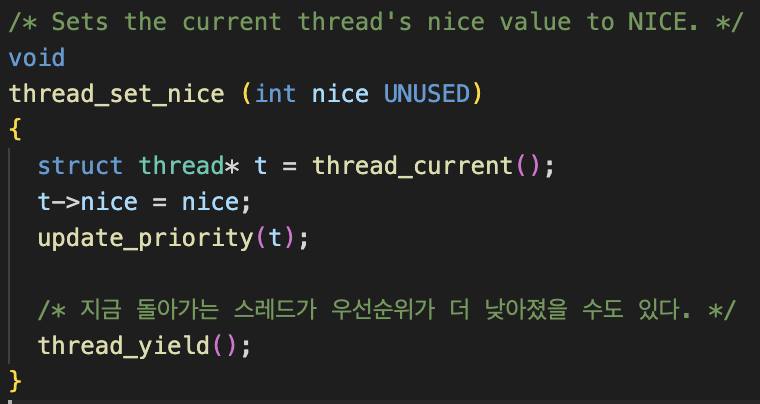 /* Sets the current thread's nice value to NICE. */
void
thread_set_nice (int nice UNUSED)
{
  struct thread* t = thread_current();
  t->nice = nice;
  update_priority(t);

  /* 지금 돌아가는 스레드가 우선순위가 더 낮아졌을 수도 있다. */
  thread_yield();
}